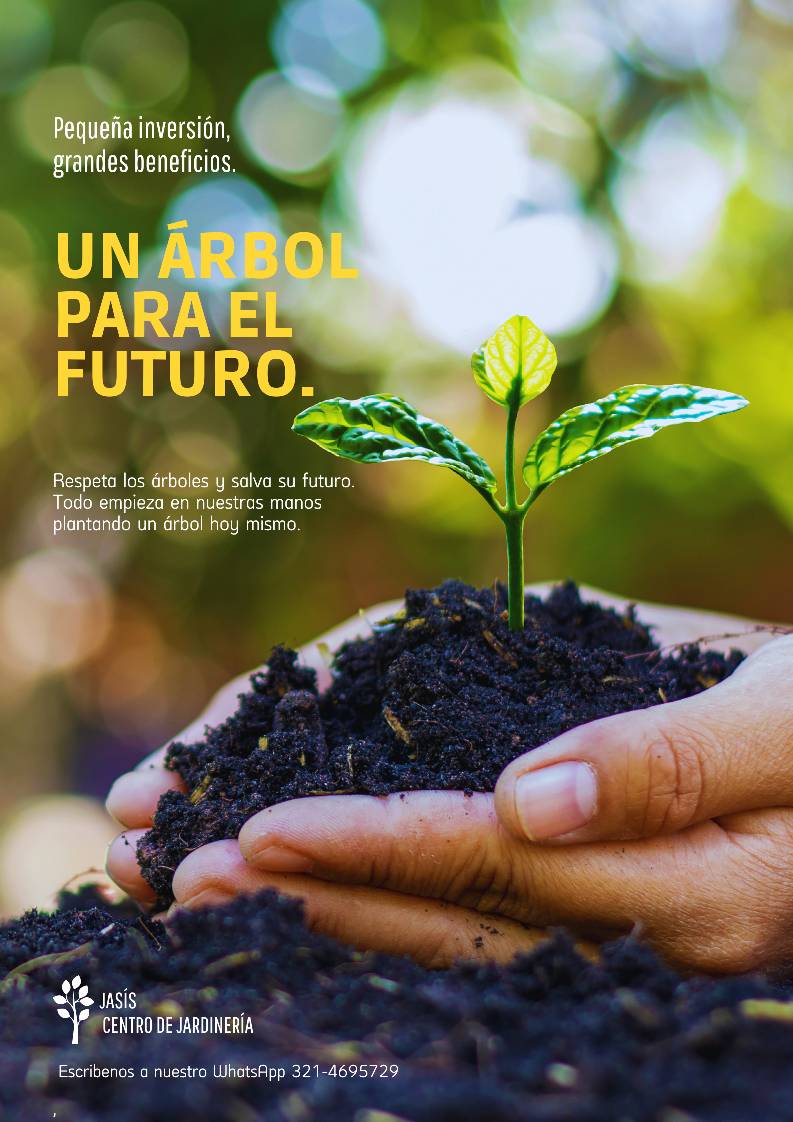 Pequeña inversión,
grandes beneficios.
UN ÁRBOL
PARA EL
FUTURO.
Respeta los árboles y salva su futuro.
Todo empieza en nuestras manos
plantando un árbol hoy mismo.
JASÍS
CENTRO DE JARDINERÍA
Escribenos a nuestro WhatsApp 321-4695729
,